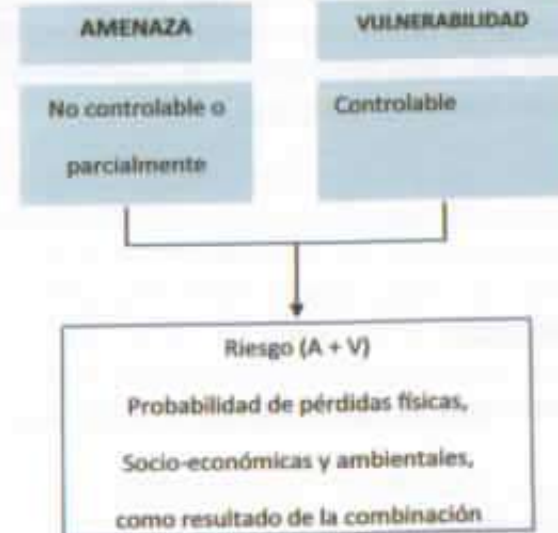 AMENAZA
VULNERABILIDAD
No controlable o
parcialmente
Controlable
Riesgo (A + V)
Probabilidad de pérdidas físicas,
Socio-económicas y ambientales,
como resultado de la combinación